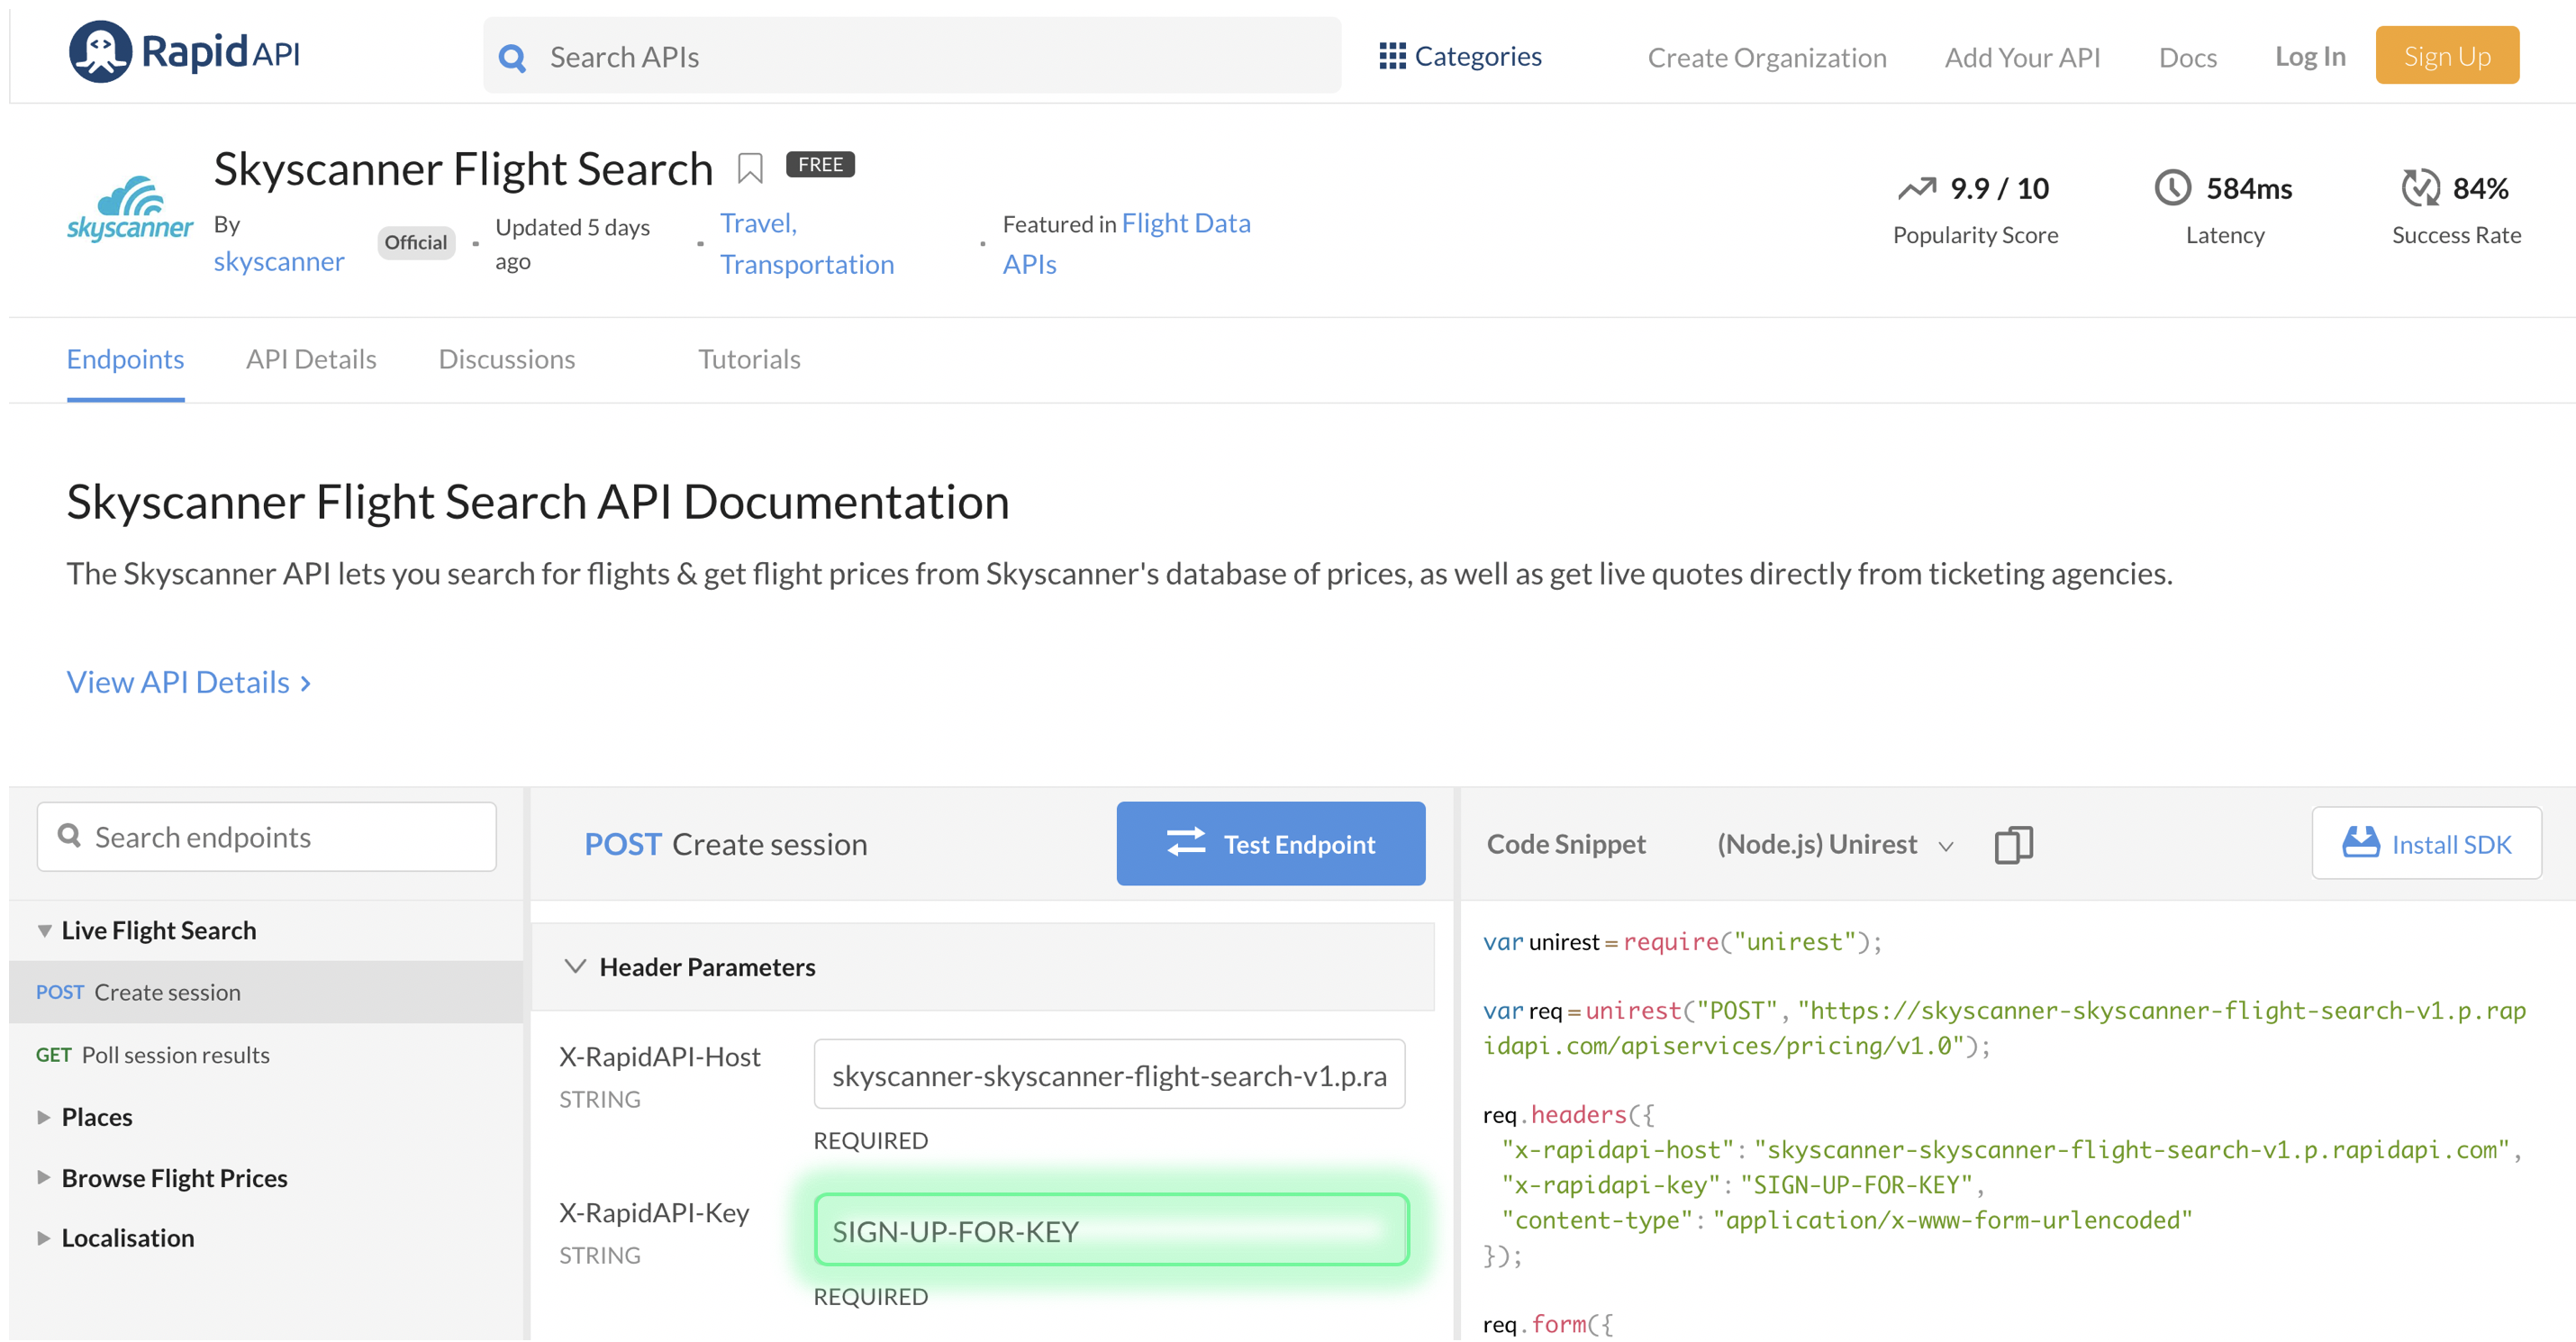 RapidAPI
Search APIs
Categories
Create Organization
Add Your API
Docs
Log In
Sign Up
skyscanner
Skyscanner Flight Search
FREE
By
skyscanner
Official
Updated 5 days
ago
Travel,
Transportation
Featured in Flight Data
APIs
9.9 / 10
Popularity Score
584ms
Latency
84%
Success Rate
Endpoints
API Details
Discussions
Tutorials
Skyscanner Flight Search API Documentation
The Skyscanner API lets you search for flights & get flight prices from Skyscanner's database of prices, as well as get live quotes directly from ticketing agencies.
View API Details
Search endpoints
Live Flight Search
POST Create session
GET Poll session results
Places
Browse Flight Prices
Localisation
POST Create session
Test Endpoint
Header Parameters
X-RapidAPI-Host
STRING
skyscanner-skyscanner-flight-search-v1.p.ra
REQUIRED
X-RapidAPI-Key
STRING
SIGN-UP-FOR-KEY
REQUIRED
Code Snippet
(Node.js) Unirest
Install SDK
var unirest = require("unirest");
var req = unirest("POST", "https://skyscanner-skyscanner-flight-search-v1.p.rap
idapi.com/apiservices/pricing/v1.0");
req.headers({
"x-rapidapi-host": "skyscanner-skyscanner-flight-search-v1.p.rapidapi.com",
"x-rapidapi-key": "SIGN-UP-FOR-KEY",
"content-type": "application/x-www-form-urlencoded"
});
req.form({